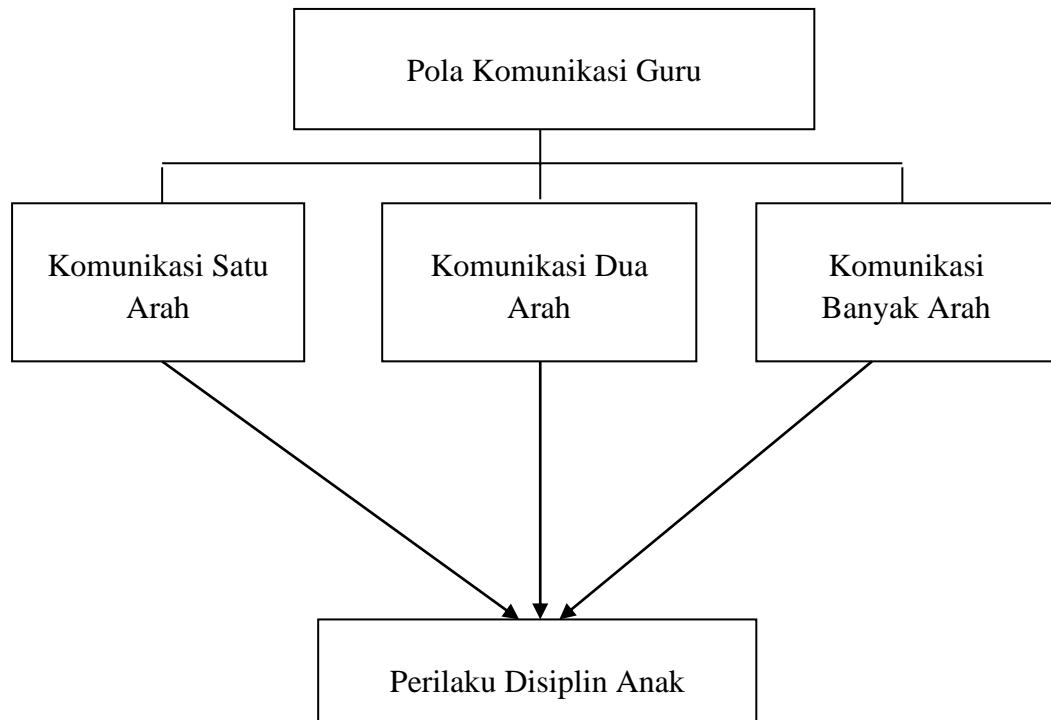 Pola Komunikasi Guru
Komunikasi Satu
Arah
Komunikasi Dua
Arah
Komunikasi
Banyak Arah
Perilaku Disiplin Anak